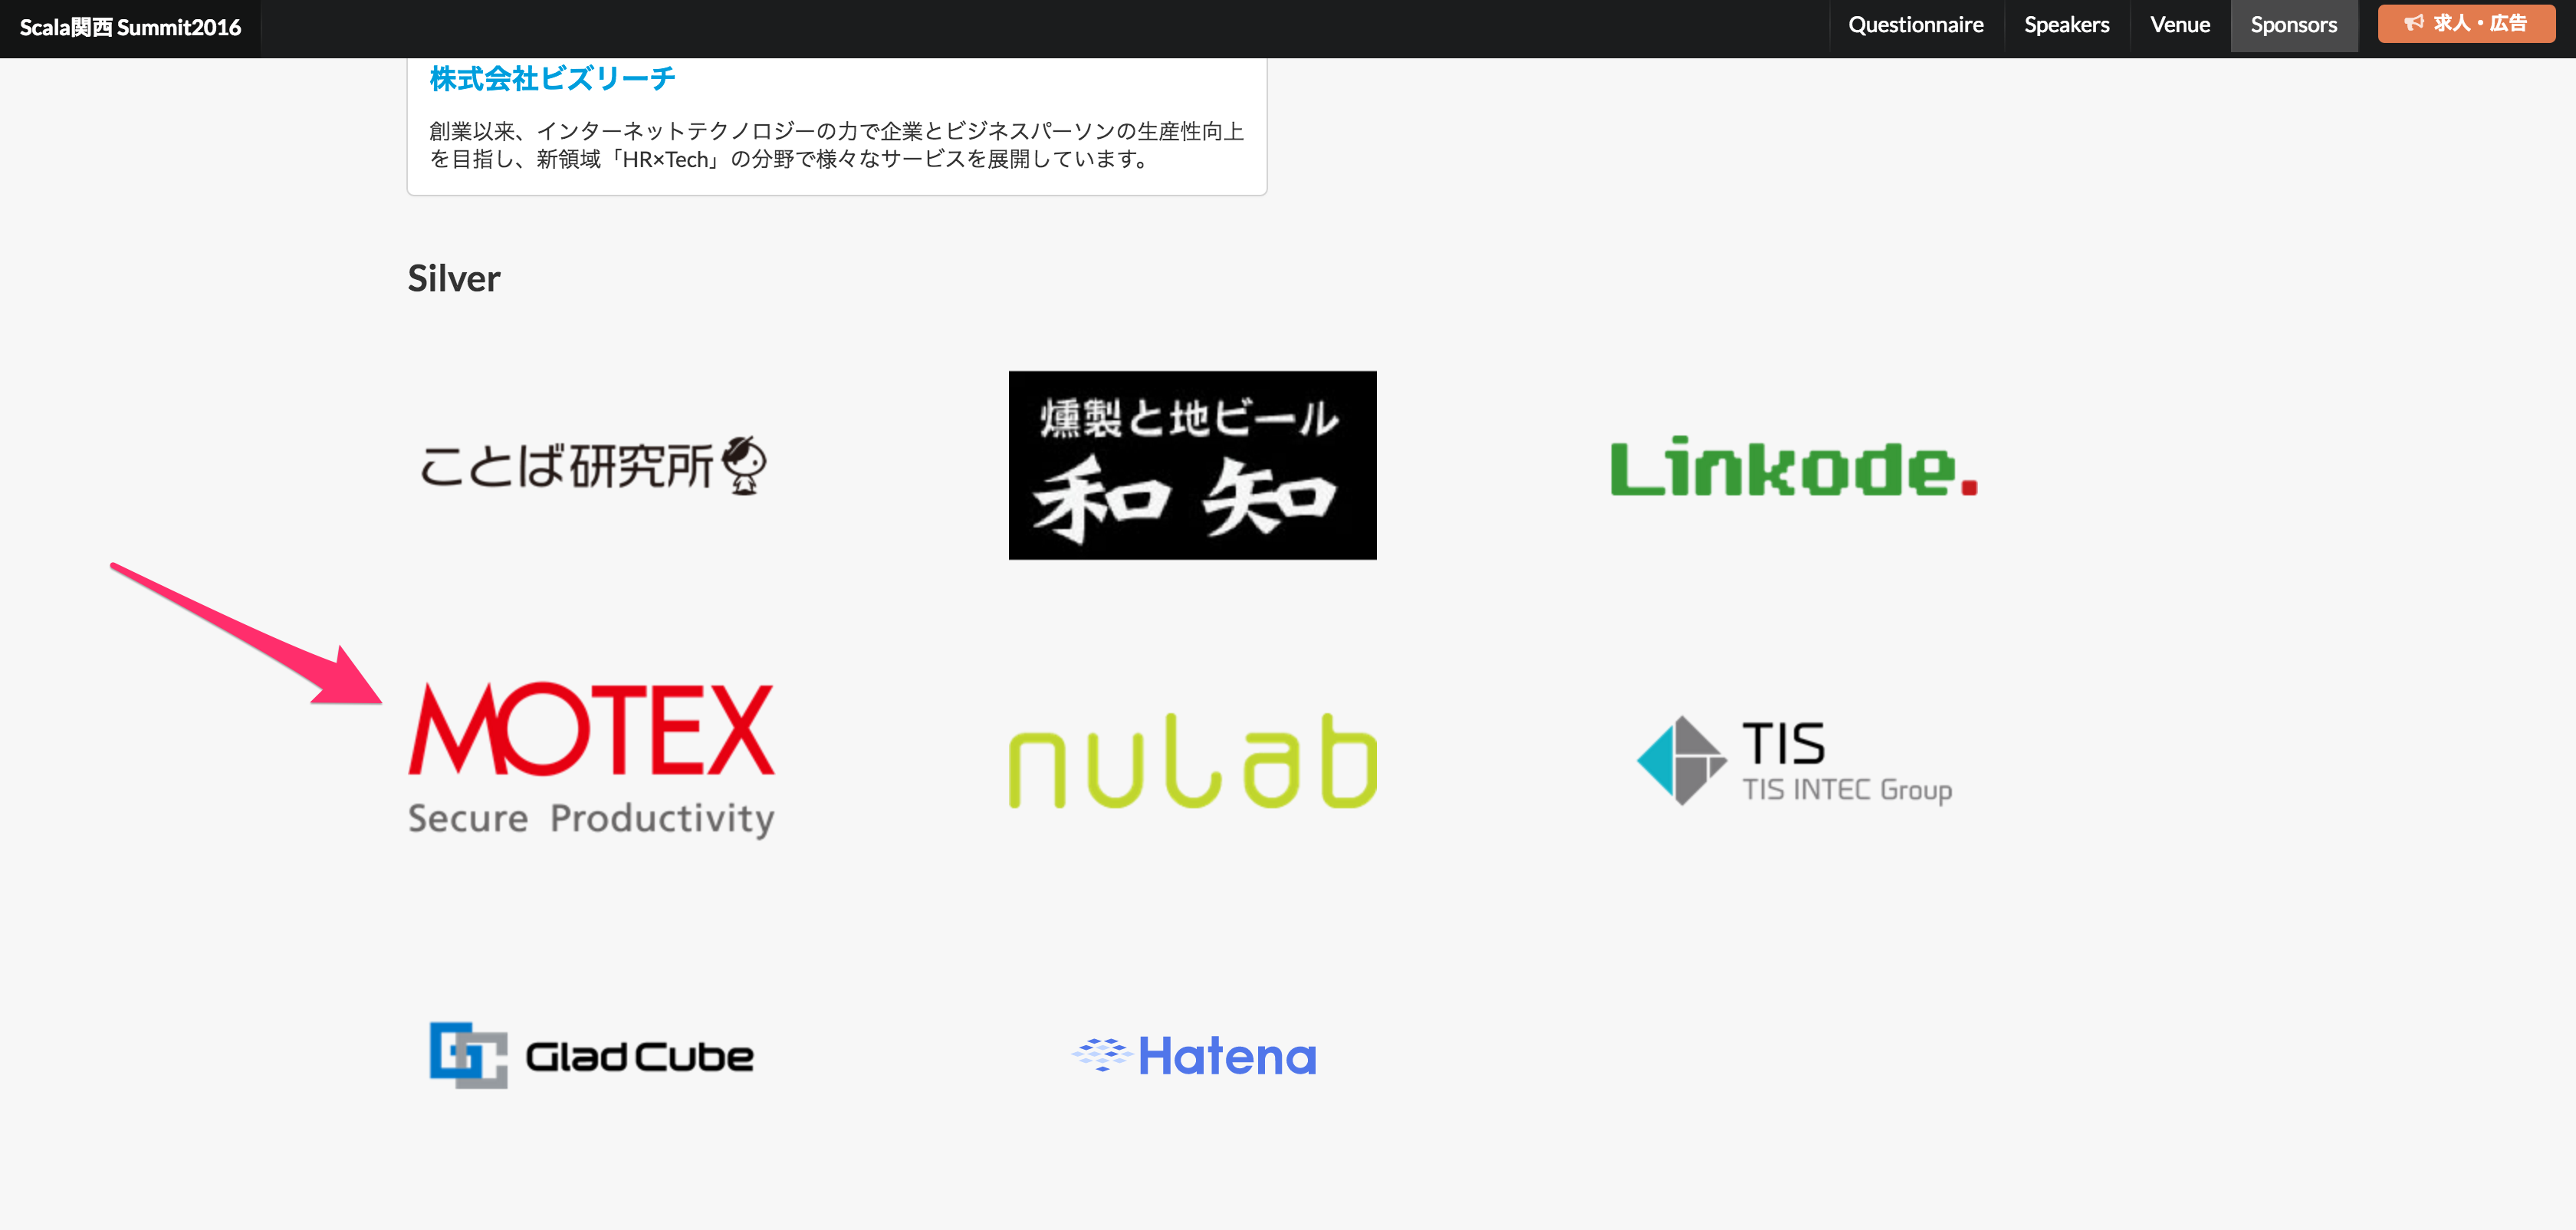 Scala関西 Summit2016
Questionnaire
Speakers
Venue
Sponsors
求人・広告
株式会社ビズリーチ
創業以来、インターネットテクノロジーの力で企業とビジネスパーソンの生産性向上
を目指し、新領域「HR×Tech」の分野で様々なサービスを展開しています。
Silver
ことば研究所
燻製と地ビール
和知
Linkode.
MOTEX
Secure Productivity
nulab
TIS
TIS INTEC Group
Glad Cube
Hatena